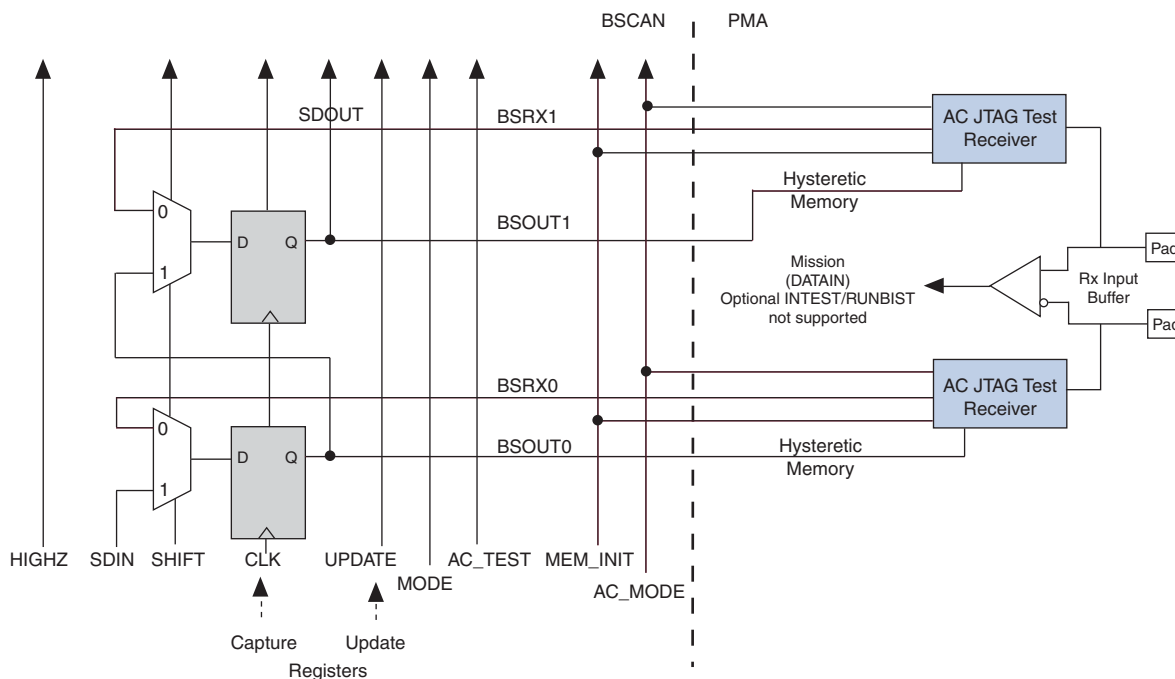 BSCAN
PMA
SDOUT
BSRX1
AC JTAG Test
Receiver
0
Hysteretic
Memory
D
Q
BSOUT1
1
Mission
(DATAIN)
Optional INTEST/RUNBIST
not supported
Rx Input
Buffer
BSRX0
AC JTAG Test
Receiver
0
D
Q
BSOUT0
Hysteretic
Memory
1
HIGHZ
SDIN
SHIFT
CLK
UPDATE
MODE
AC_TEST
MEM_INIT
AC_MODE
Capture
Update
Registers